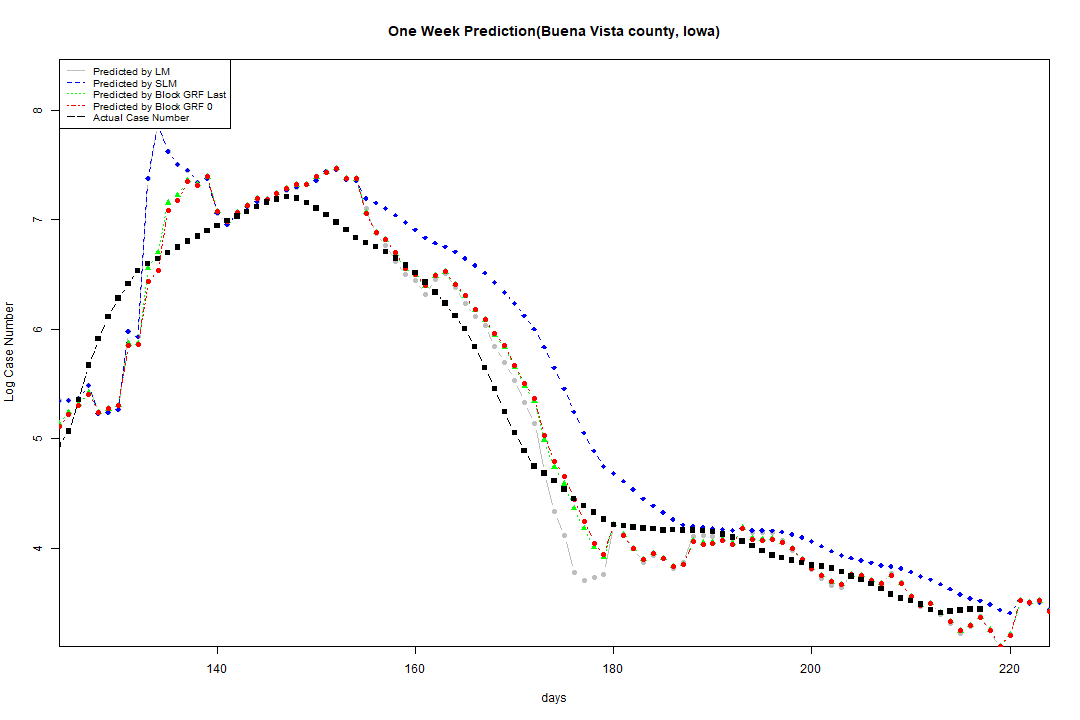 One Week Prediction(Buena Vista county, Iowa)
Predicted by LM
Predicted by SLM
Predicted by Block GRF Last
Predicted by Block GRF 0
Actual Case Number
8
7
6
5
4
Log Case Number
140 160 180 200 220
days